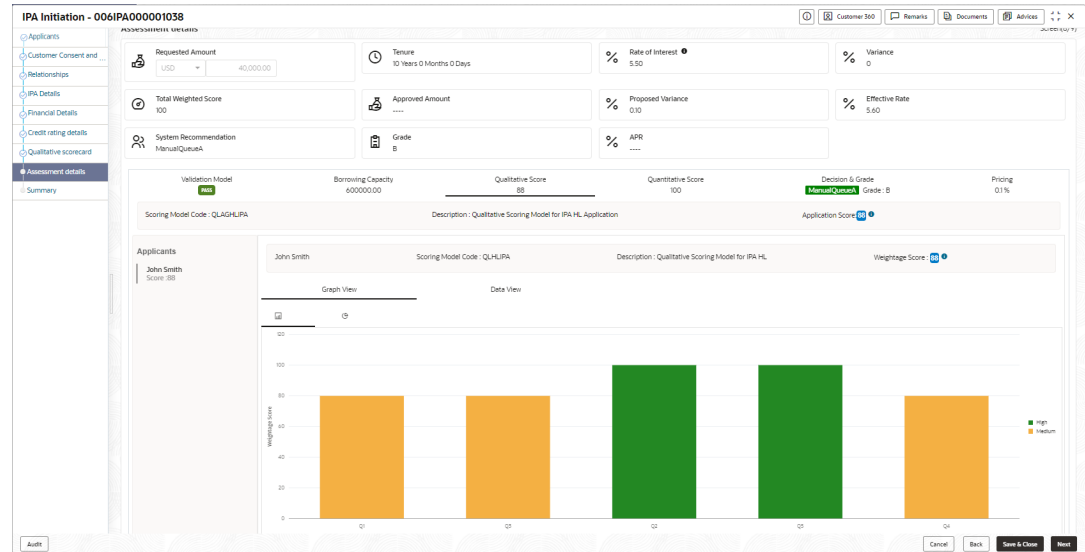 IPA Initiation - 006IPA000001038
Customer 360
Remarks
Documents
Advices
Applicants
Customer Consent and ...
Relationships
IPA Details
Financial Details
Credit rating details
Qualitative scorecard
Assessment details
Summary
Assessment details
Requested Amount
USD 40,000.00
Tenure
10 Years 0 Months 0 Days
Rate of Interest
5.50
Variance
0
Total Weighted Score
100
Approved Amount
----
Proposed Variance
0.10
Effective Rate
5.60
System Recommendation
ManualQueueA
Grade
B
APR
----
Validation Model
PASS
Borrowing Capacity
600000.00
Qualitative Score
88
Quantitative Score
100
Decision & Grade
ManualQueueA Grade : B
Pricing
0.1%
Scoring Model Code : QLAGHLIPA
Description : Qualitative Scoring Model for IPA HL Application
Application Score: 88
Applicants
John Smith
Score :88
John Smith
Scoring Model Code : QLHLIPA
Description : Qualitative Scoring Model for IPA HL
Weightage Score : 88
Graph View
Data View
120
100
80
60
40
20
0
Weightage Score
Q1
Q3
Q2
Q5
Q4
High
Medium
Audit
Cancel
Back
Save & Close
Next